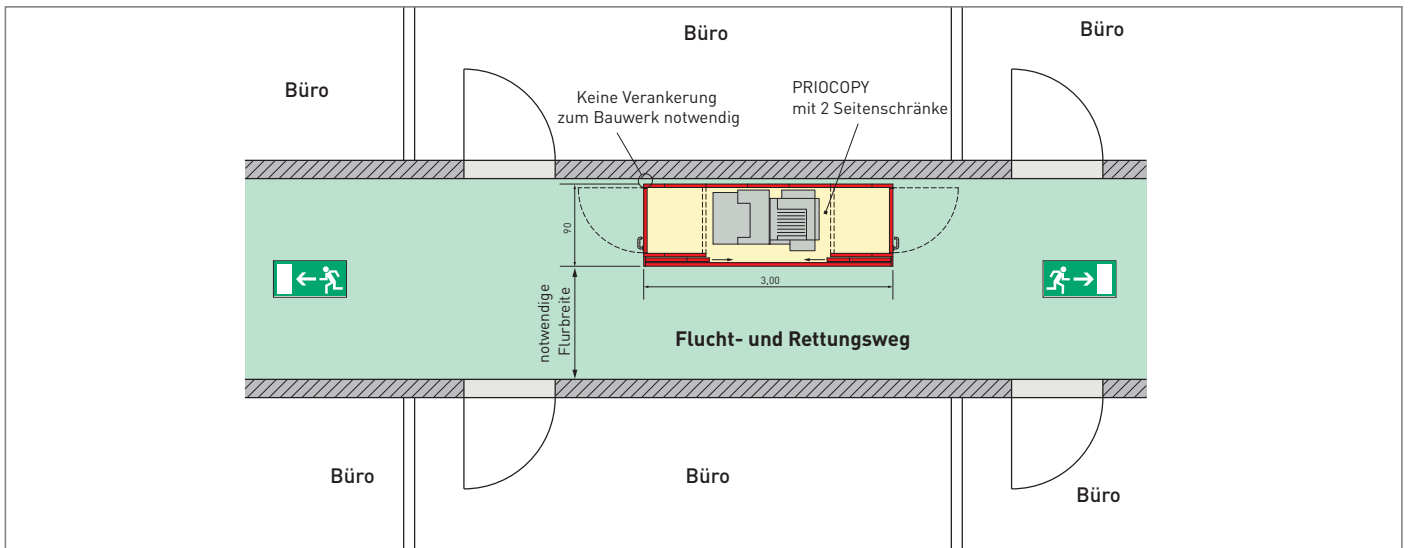 Büro
Büro
Büro
Keine Verankerung
zum Bauwerk notwendig
PRIOCOPY
mit 2 Seitenschränke
90
3,00
notwendige
Flurbreite
Flucht- und Rettungsweg
Büro
Büro
Büro